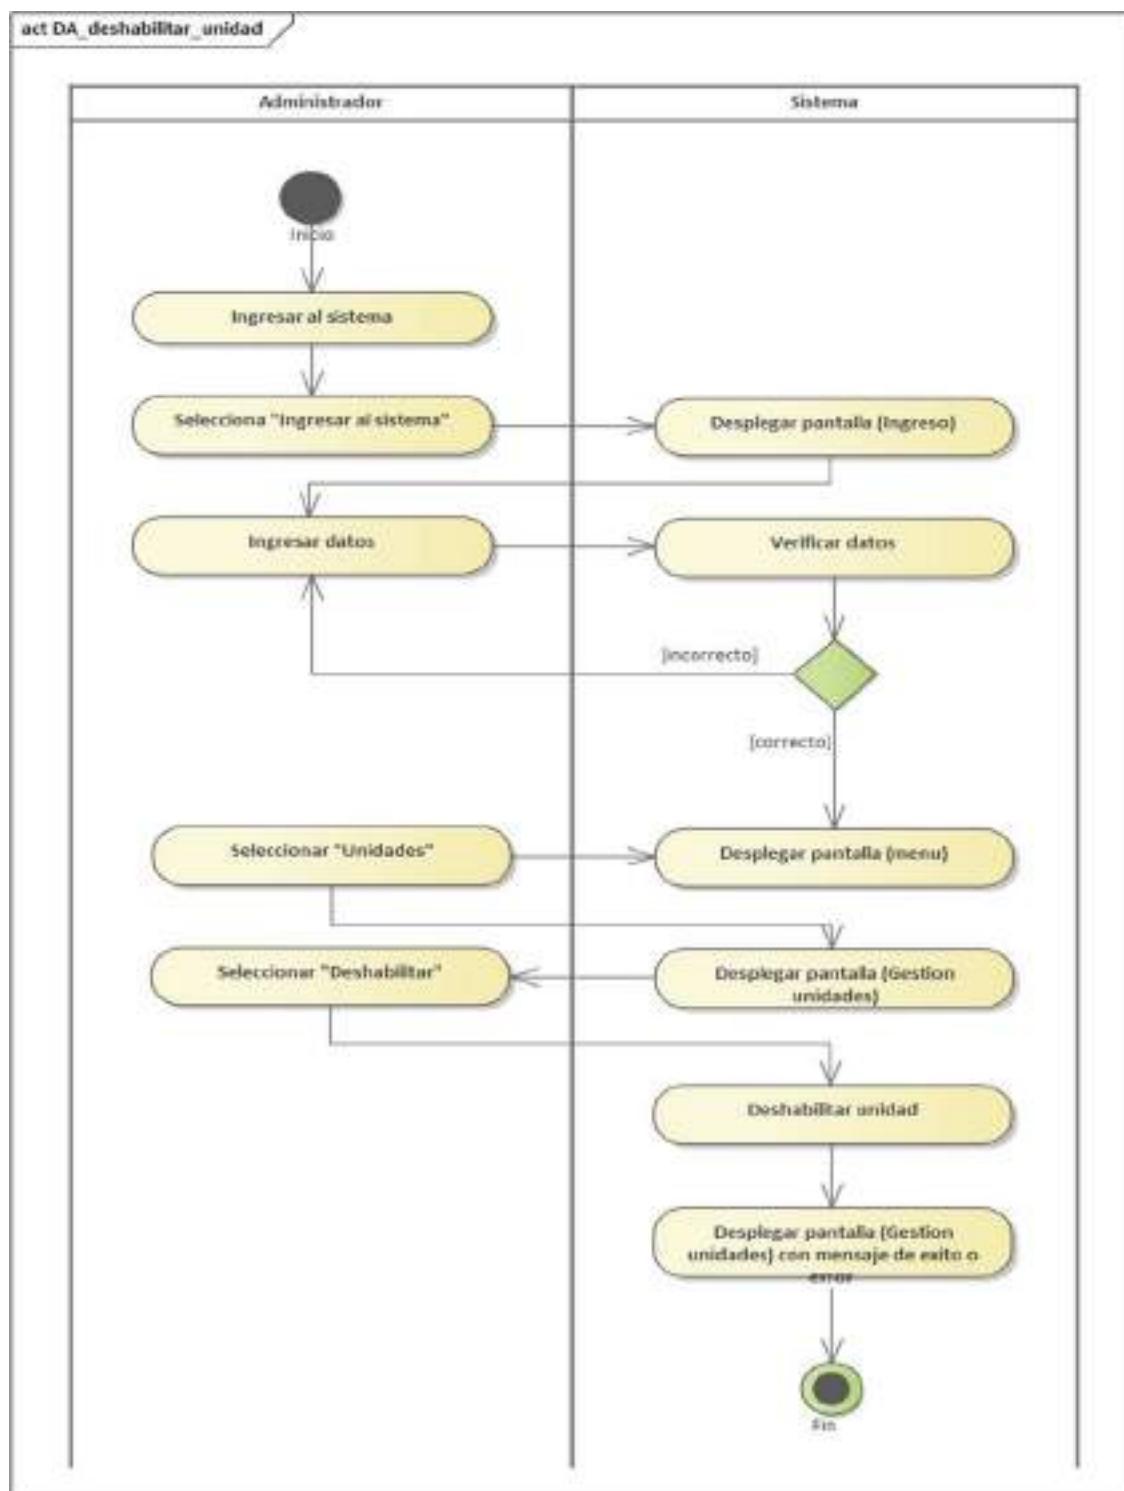 act DA_deshabilitar_unidad
Administrador
Sistema
Inicio
Ingresar al sistema
Selecciona "Ingresar al sistema"
Desplegar pantalla (Ingreso)
Ingresar datos
Verificar datos
[incorrecto]
[correcto]
Seleccionar "Unidades"
Desplegar pantalla (menu)
Seleccionar "Deshabilitar"
Desplegar pantalla (Gestion
unidades)
Deshabilitar unidad
Desplegar pantalla (Gestion
unidades) con mensaje de exito o
error
Fin